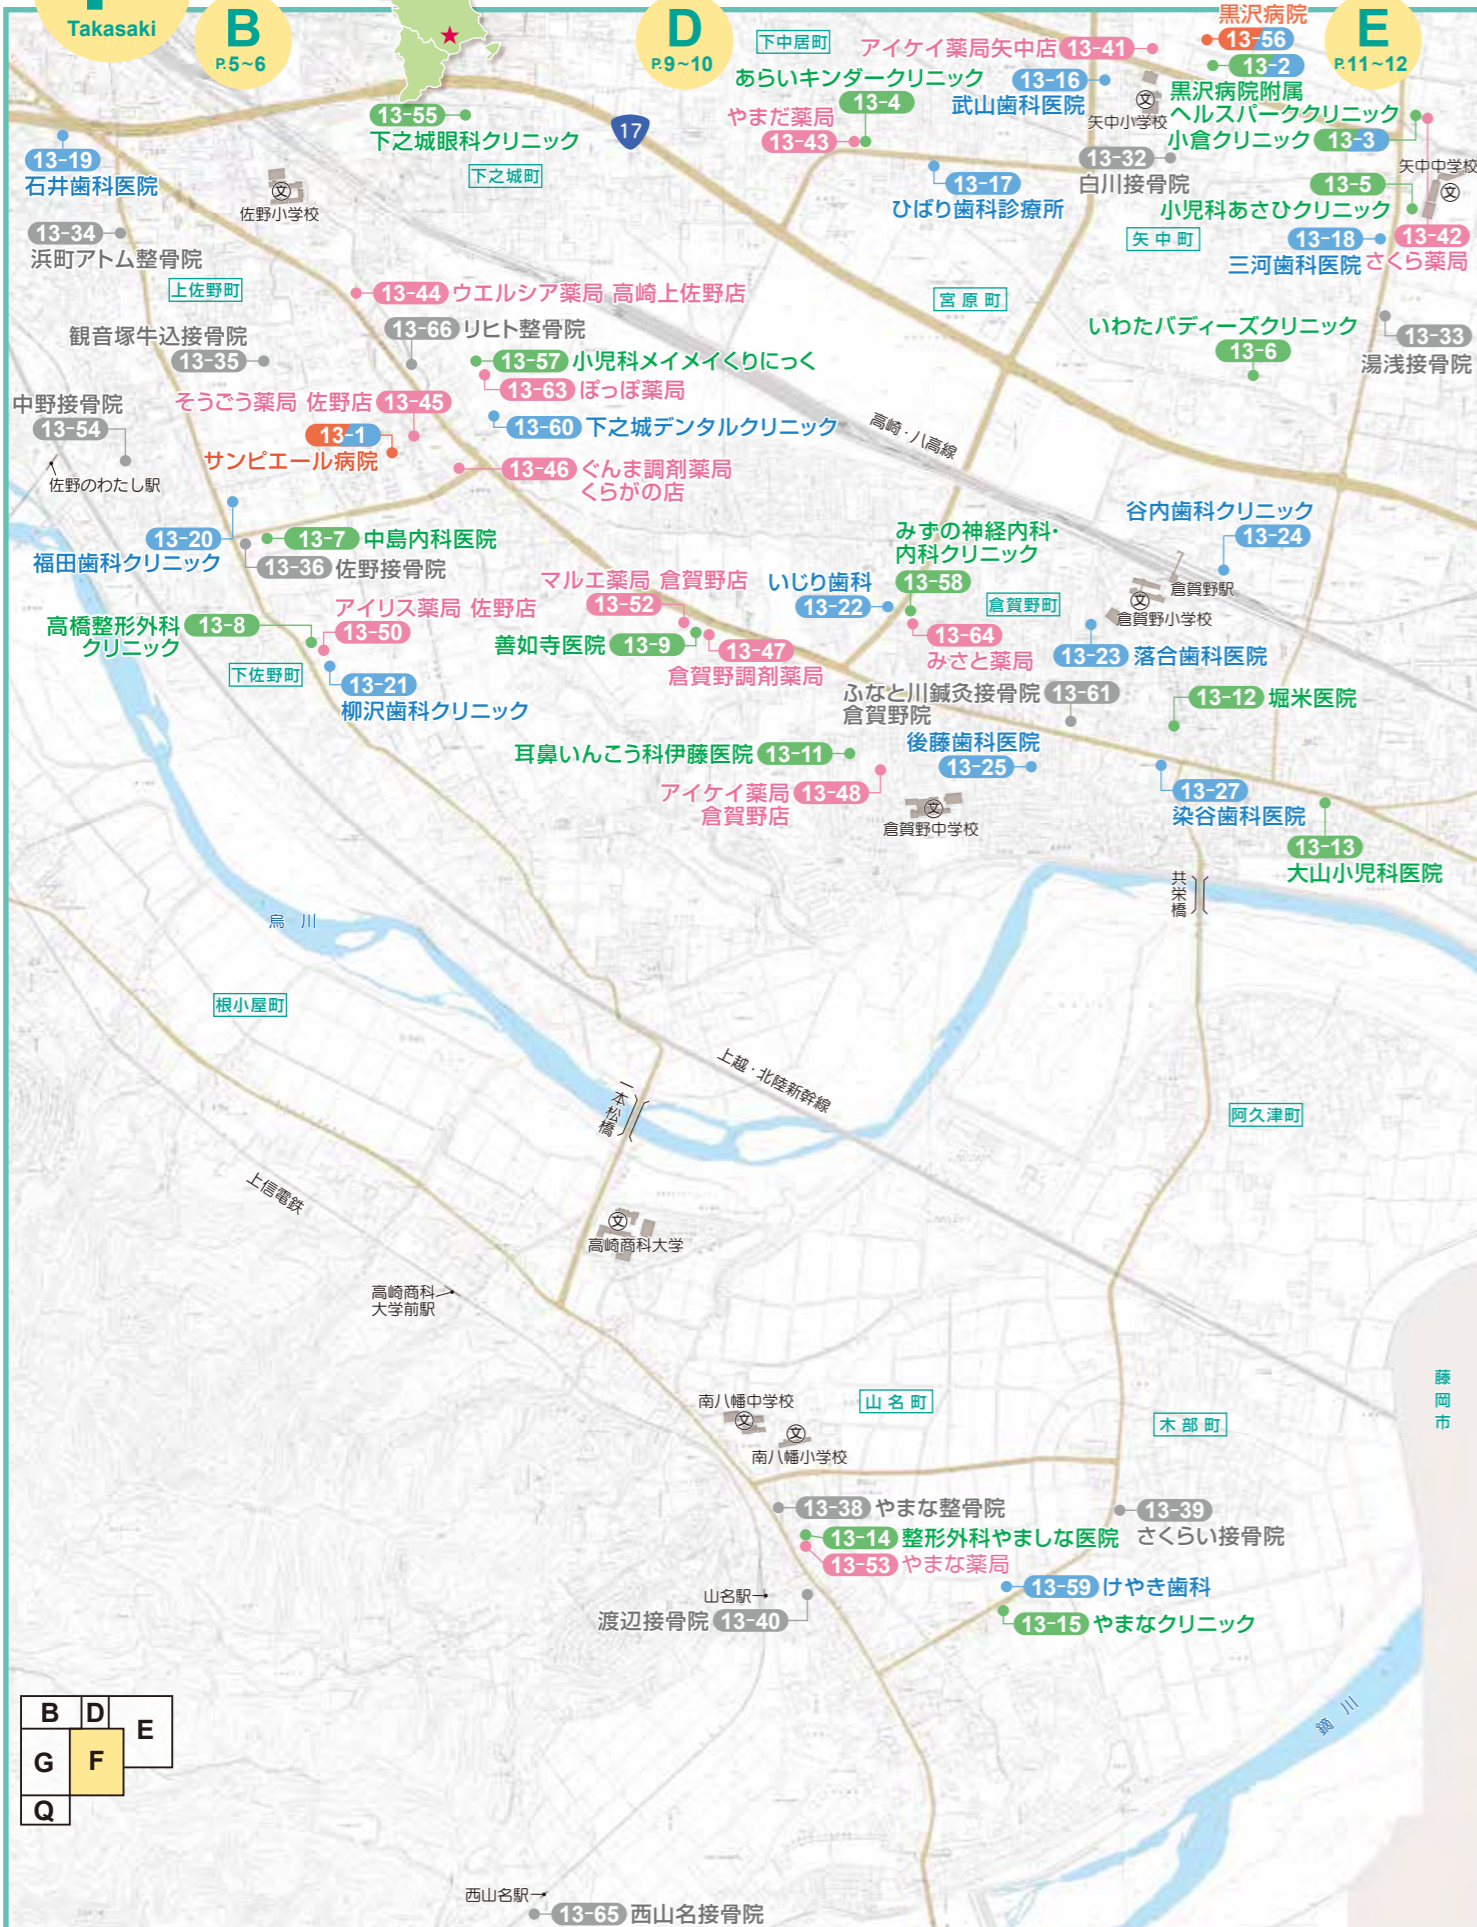 Takasaki
B
P.5~6
D
P.9~10
E
P.11~12
17
下中居町
アイケイ薬局矢中店 13-41
黒沢病院
13-56
13-2
黒沢病院附属
ヘルスパーククリニック
あらいキンダークリニック
13-4
13-16
武山歯科医院
矢中小学校
やまだ薬局
13-43
小倉クリニック 13-3
13-55
下之城眼科クリニック
下之城町
13-19
石井歯科医院
佐野小学校
13-32
白川接骨院
矢中中学校
13-17
ひばり歯科診療所
13-5
小児科あさひクリニック
13-34
浜町アトム整骨院
矢中町
13-18
三河歯科医院
13-42
さくら薬局
上佐野町
13-44 ウエルシア薬局 高崎上佐野店
宮原町
観音塚牛込接骨院
13-35
13-66 リヒト整骨院
いわたバディーズクリニック
13-6
13-33
湯浅接骨院
13-57 小児科メイメイくりにっく
13-63 ぽっぽ薬局
中野接骨院
13-54
そうごう薬局 佐野店 13-45
13-1
サンピエール病院
13-60 下之城デンタルクリニック
高崎・八高線
佐野のわたし駅
13-46 ぐんま調剤薬局
くらがの店
谷内歯科クリニック
13-24
13-20
福田歯科クリニック
13-7 中島内科医院
13-36 佐野接骨院
みずの神経内科・
内科クリニック
13-58
マルエ薬局 倉賀野店
13-52
いじり歯科
13-22
倉賀野町
倉賀野駅
倉賀野小学校
高橋整形外科
クリニック
13-8
アイリス薬局 佐野店
13-50
善如寺医院 13-9
13-47
倉賀野調剤薬局
13-64
みさと薬局
13-23 落合歯科医院
下佐野町
13-21
柳沢歯科クリニック
ふなと川鍼灸接骨院
倉賀野院
13-61
13-12 堀米医院
耳鼻いんこう科伊藤医院 13-11
後藤歯科医院
13-25
アイケイ薬局
倉賀野店
13-48
倉賀野中学校
13-27
染谷歯科医院
13-13
大山小児科医院
共栄橋
烏川
根小屋町
一本松橋
上越・北陸新幹線
阿久津町
上信電鉄
高崎商科大学
高崎商科
大学前駅
南八幡中学校
山名町
藤岡市
木部町
南八幡小学校
13-38 やまな整骨院
13-39
さくらい接骨院
13-14 整形外科やましな医院
13-53 やまな薬局
山名駅
渡辺接骨院 13-40
13-59 けやき歯科
13-15 やまなクリニック
B
D
E
G
F
Q
鏑川
西山名駅
13-65 西山名接骨院